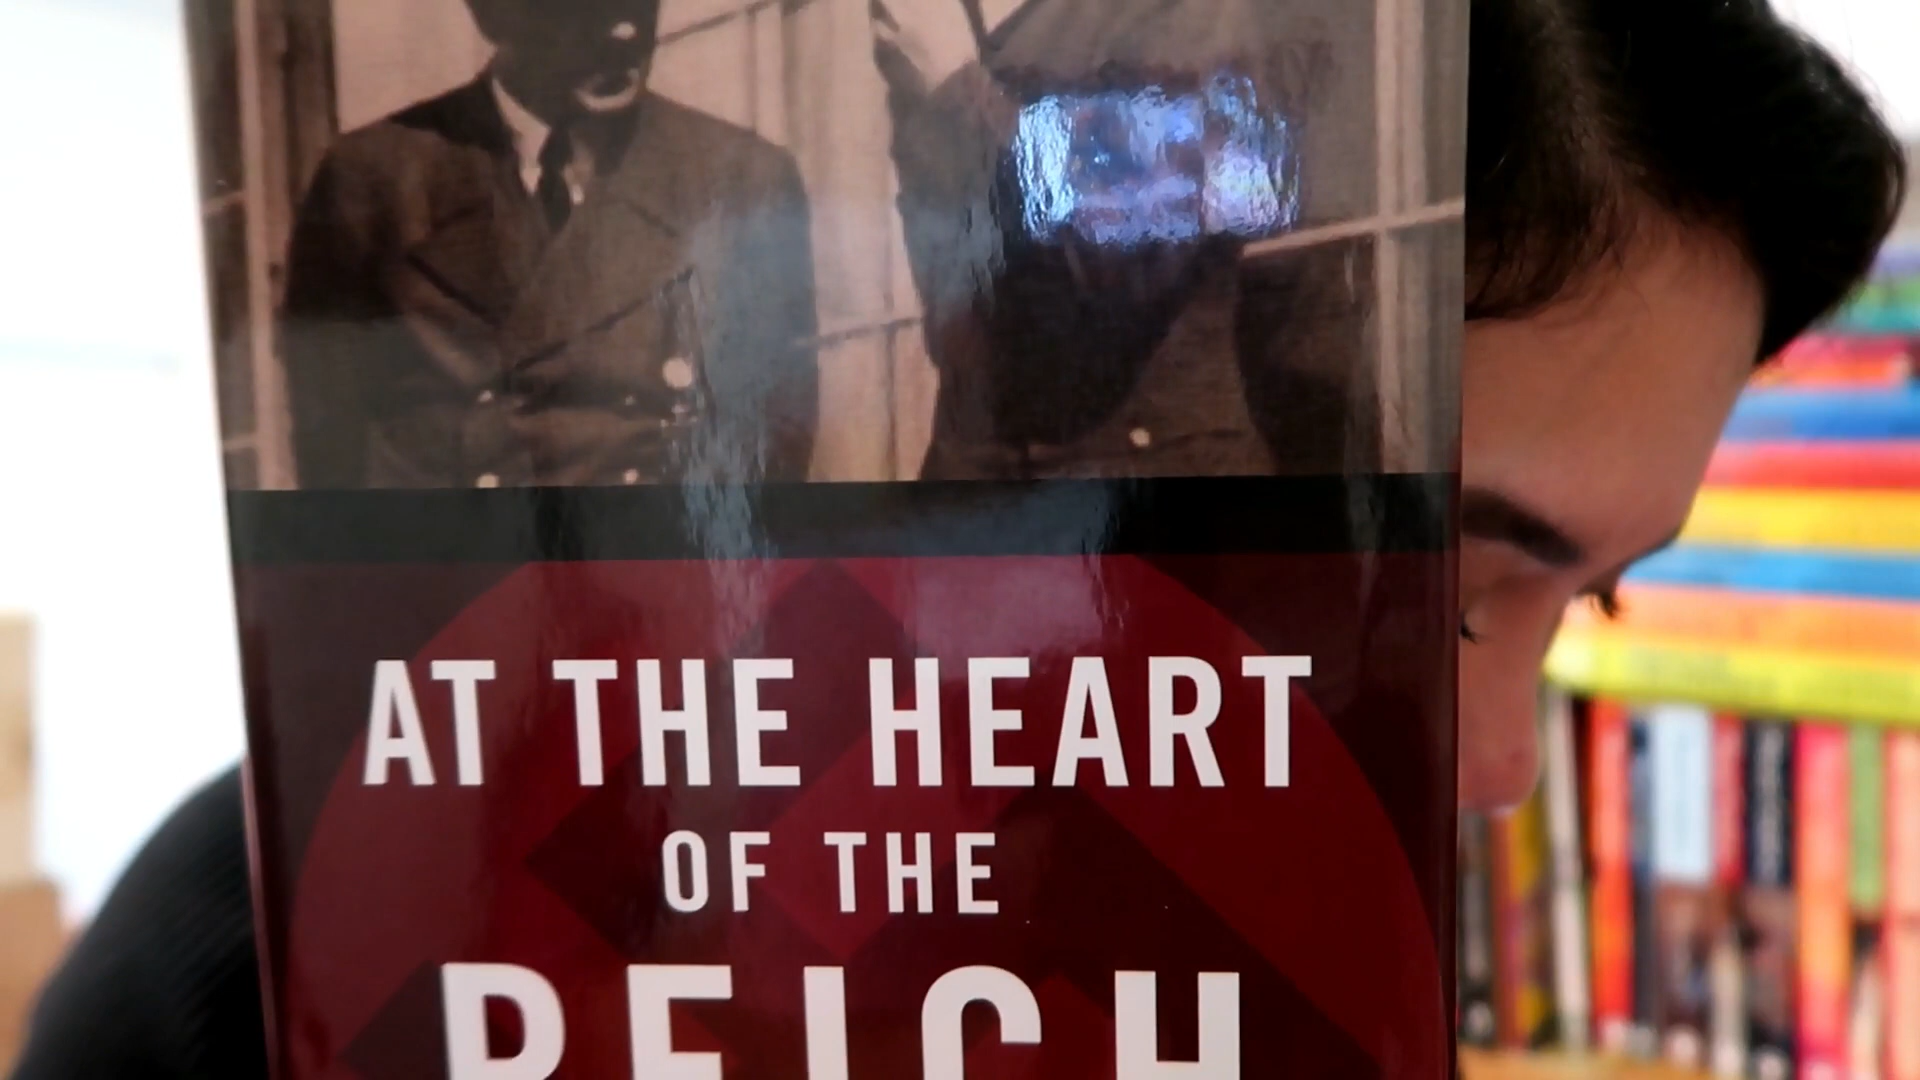 AT THE HEART
OF THE
REICH